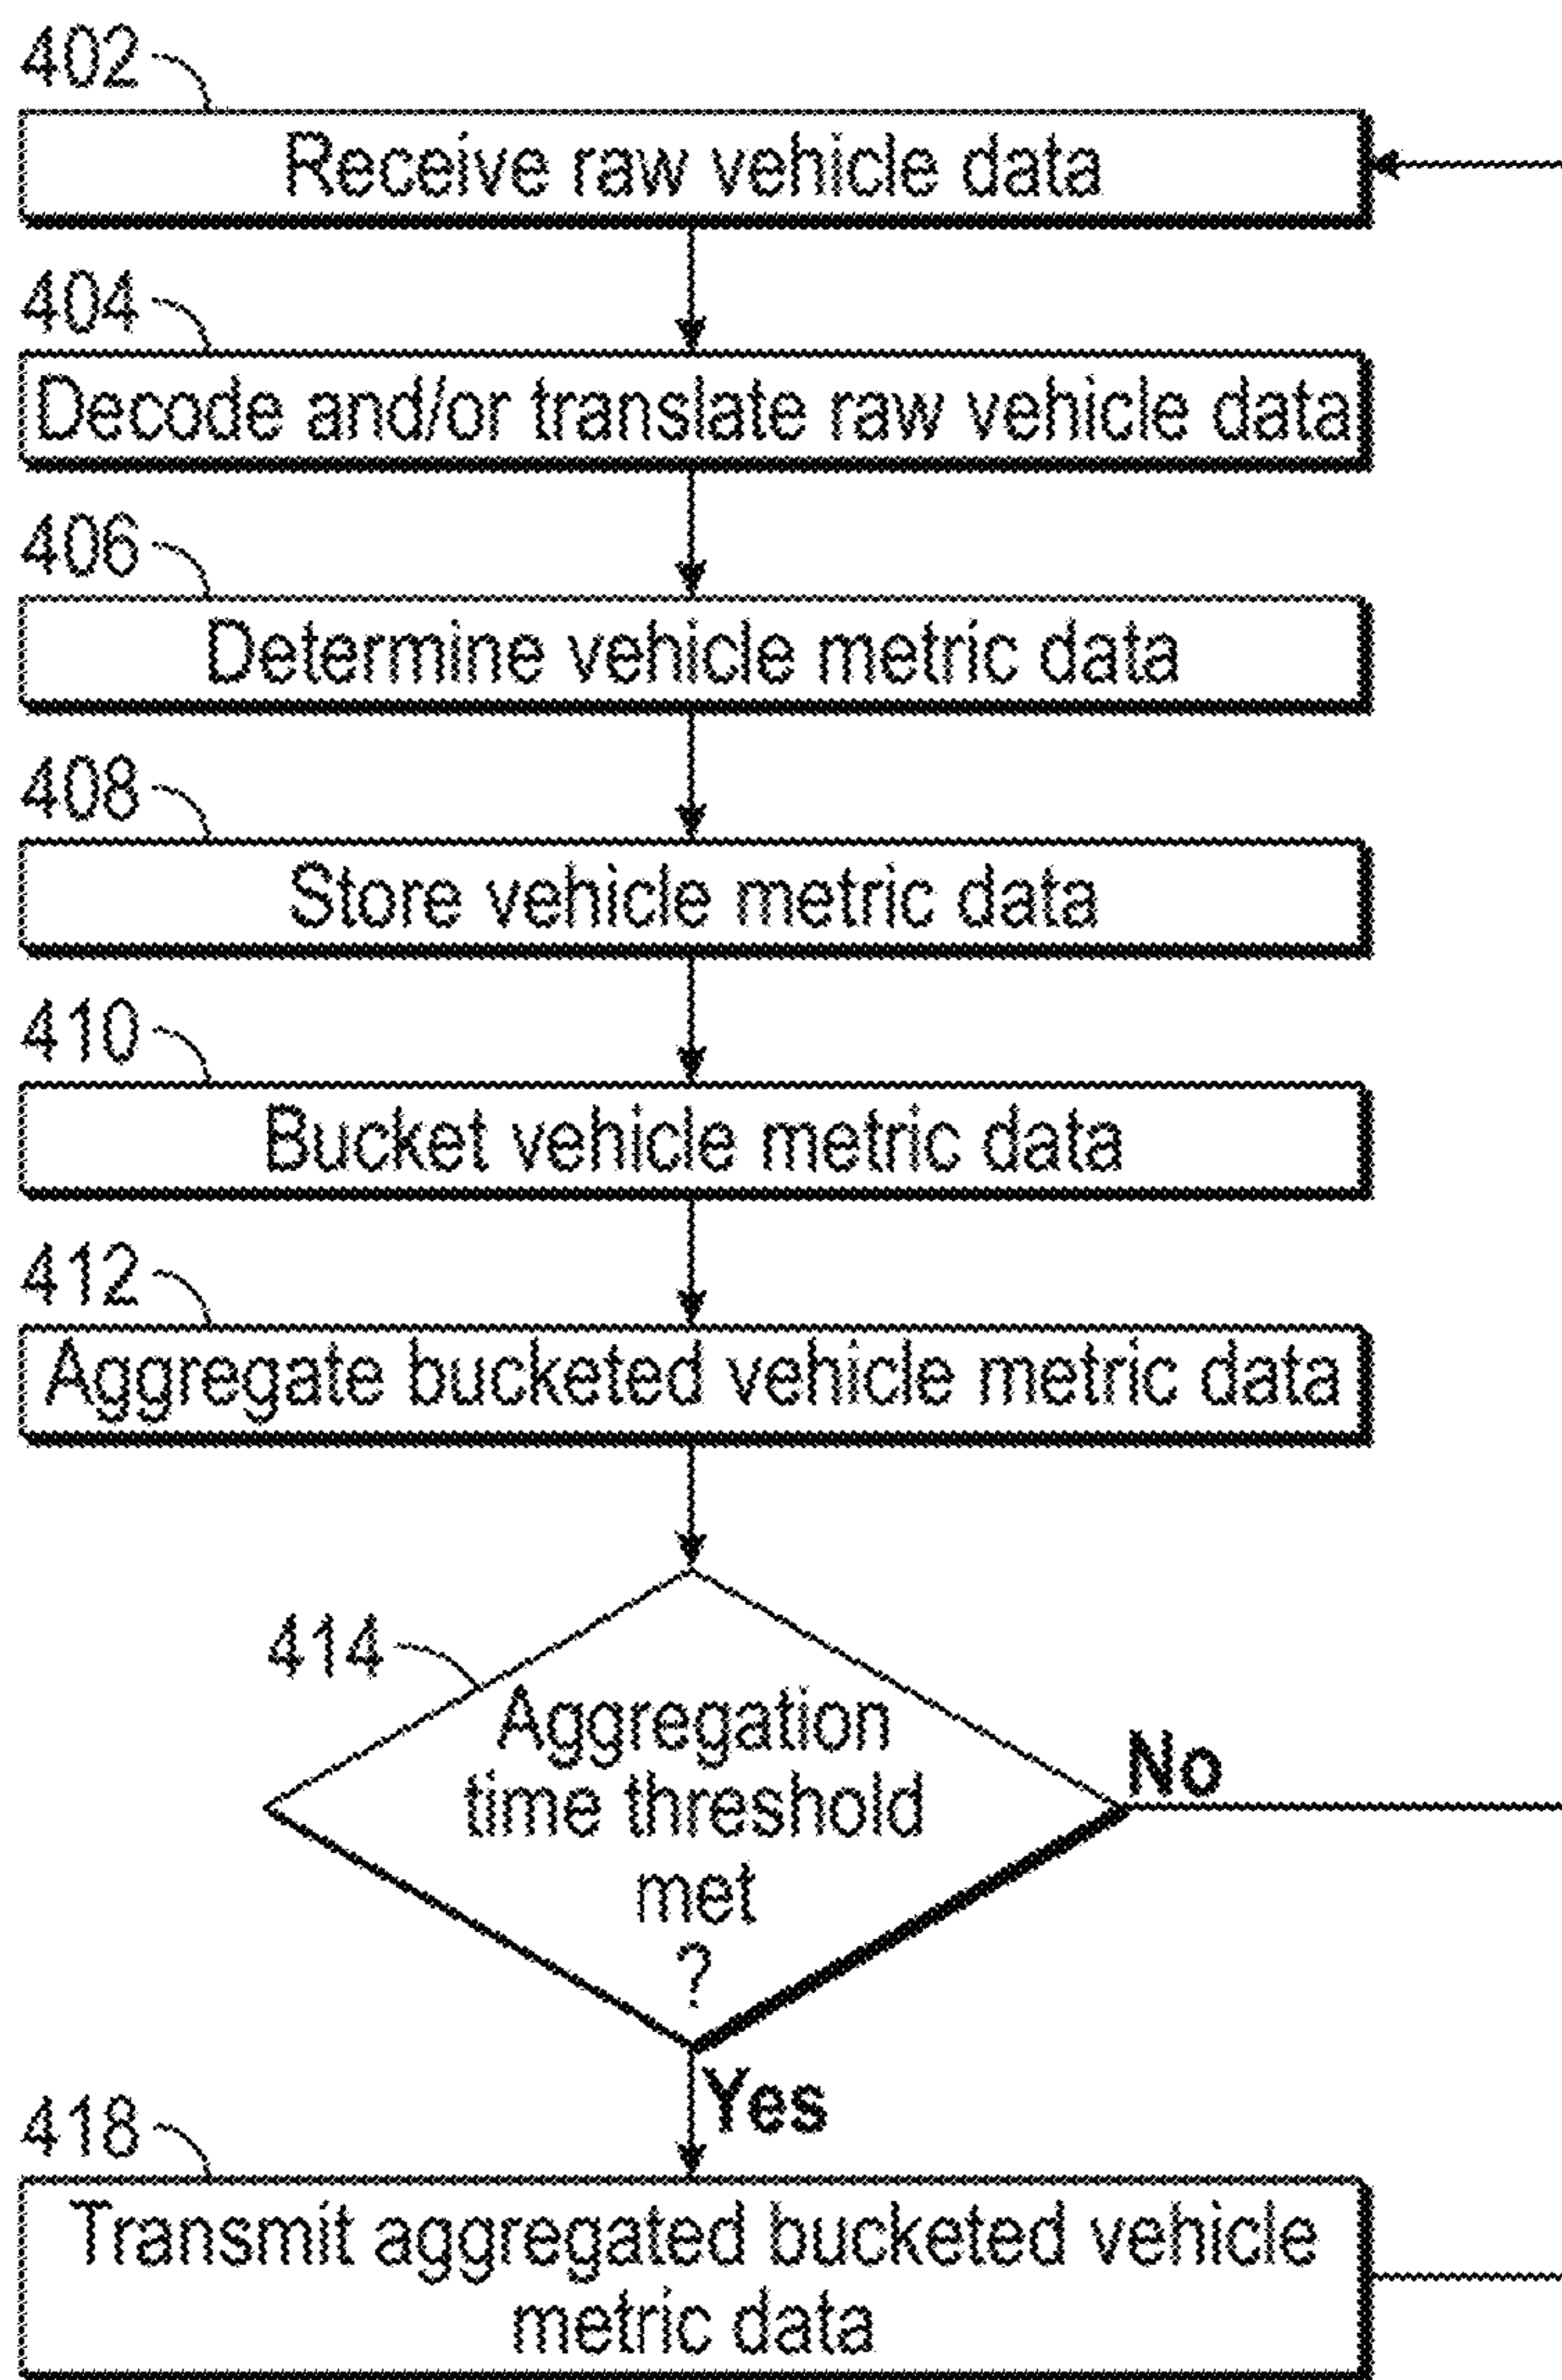 402
Receive raw vehicle data
404
Decode and/or translate raw vehicle data
406
Determine vehicle metric data
408
Store vehicle metric data
410
Bucket vehicle metric data
412
Aggregate bucketed vehicle metric data
414
Aggregation
time threshold
met
?
No
Yes
418
Transmit aggregated bucketed vehicle
metric data